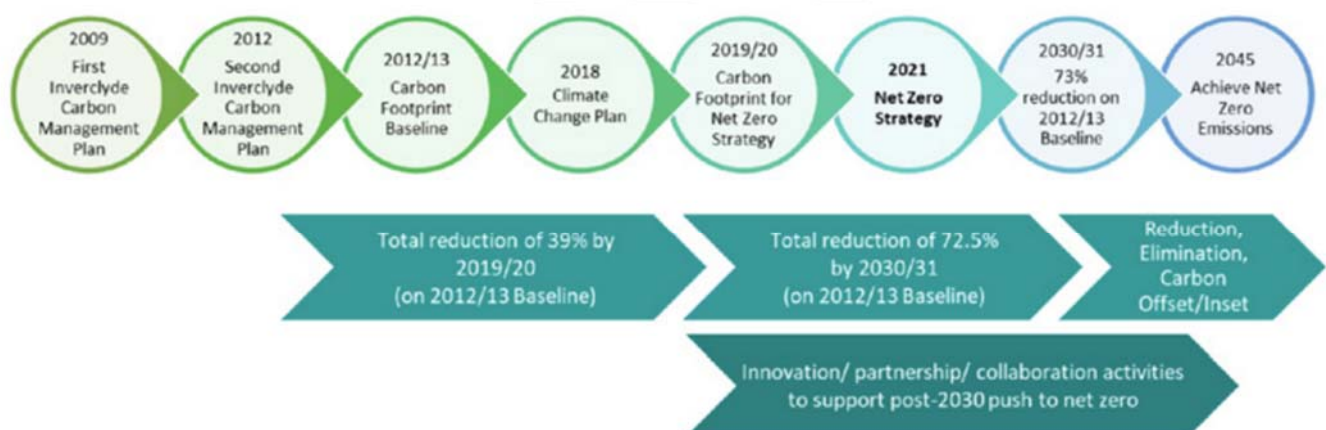 2009
First
Inverclyde
Carbon
Management
Plan
2012
Second
Inverclyde
Carbon
Management
Plan
2012/13
Carbon
Footprint
Baseline
2018
Climate
Change Plan
2019/20
Carbon
Footprint for
Net Zero
Strategy
2021
Net Zero
Strategy
2030/31
73%
reduction on
2012/13
Baseline
2045
Achieve Net
Zero
Emissions
Total reduction of 39% by
2019/20
(on 2012/13 Baseline)
Total reduction of 72.5%
by 2030/31
(on 2012/13 Baseline)
Reduction,
Elimination,
Carbon
Offset/Inset
Innovation/ partnership/ collaboration activities
to support post-2030 push to net zero